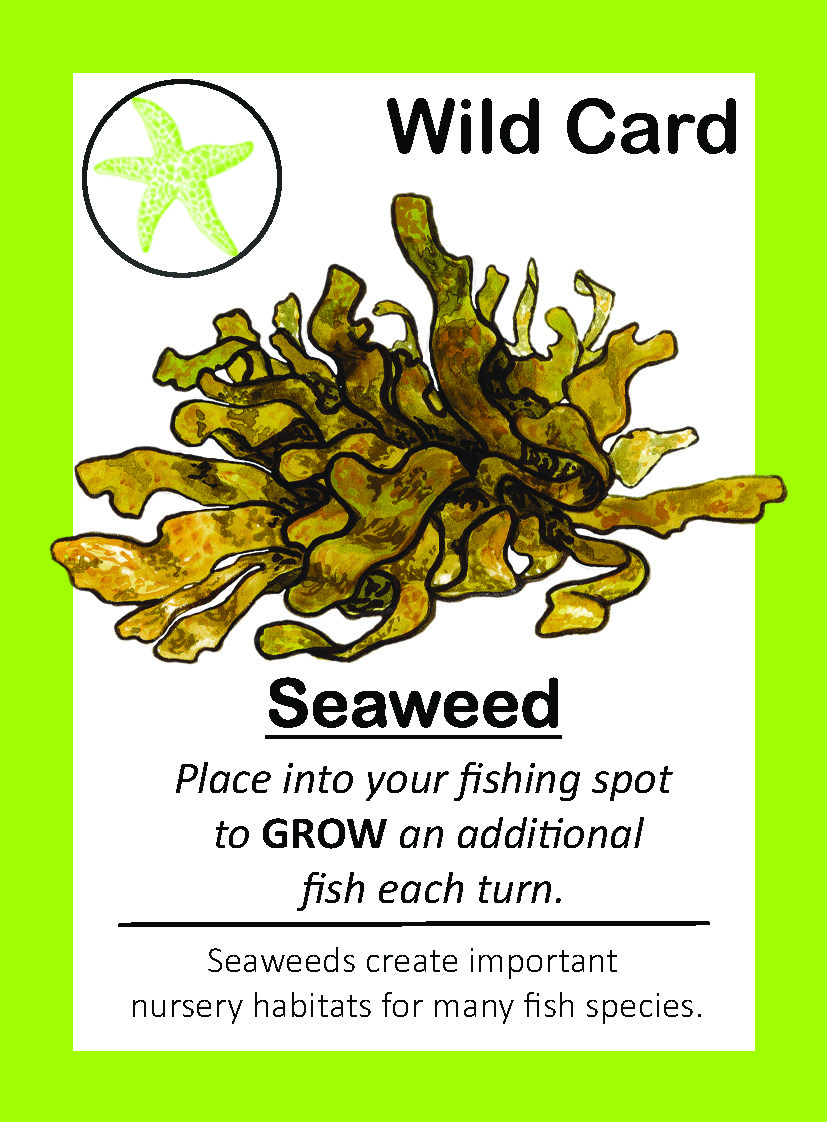 Wild Card
Seaweed
Place into your fishing spot
to GROW an additional
fish each turn.
Seaweeds create important
nursery habitats for many fish species.